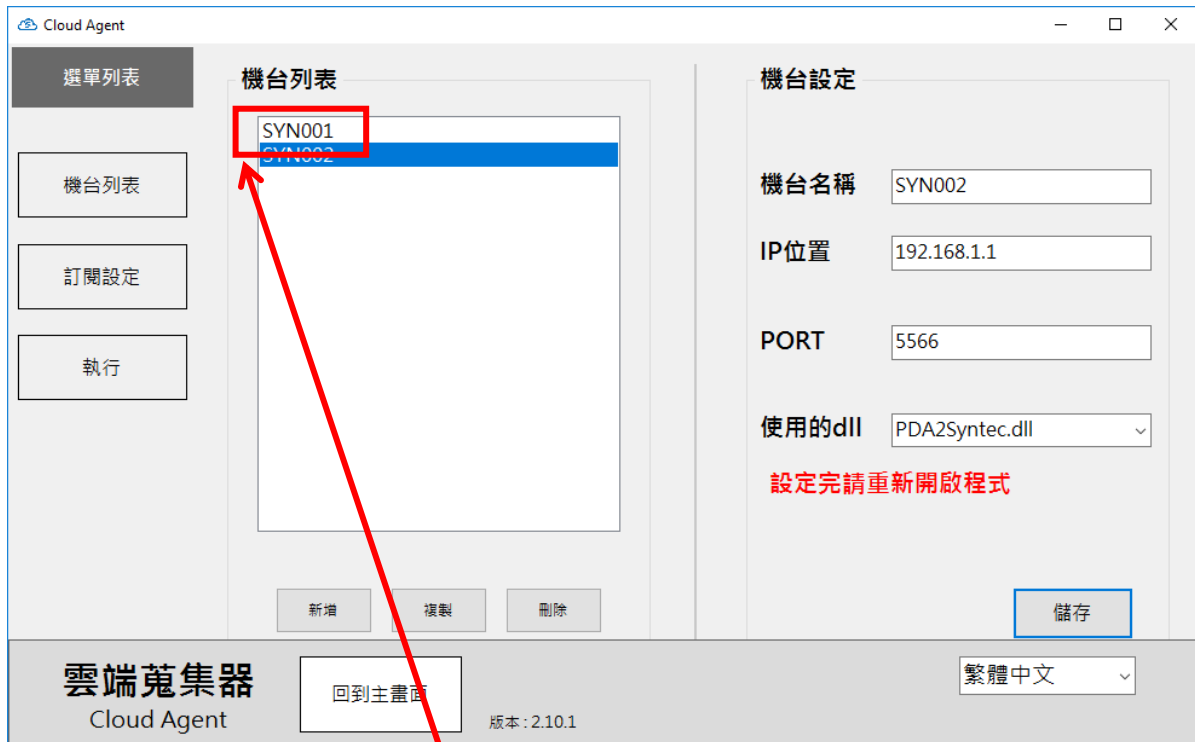 Cloud Agent
選單列表
機台列表
訂閱設定
執行
機台列表
SYN001
SYN002
新增
複製
刪除
機台設定
機台名稱
SYN002
IP位置
192.168.1.1
PORT
5566
使用的dll
PDA2Syntec.dll
設定完請重新開啟程式
儲存
雲端蒐集器
Cloud Agent
回到主畫面
版本 : 2.10.1
繁體中文